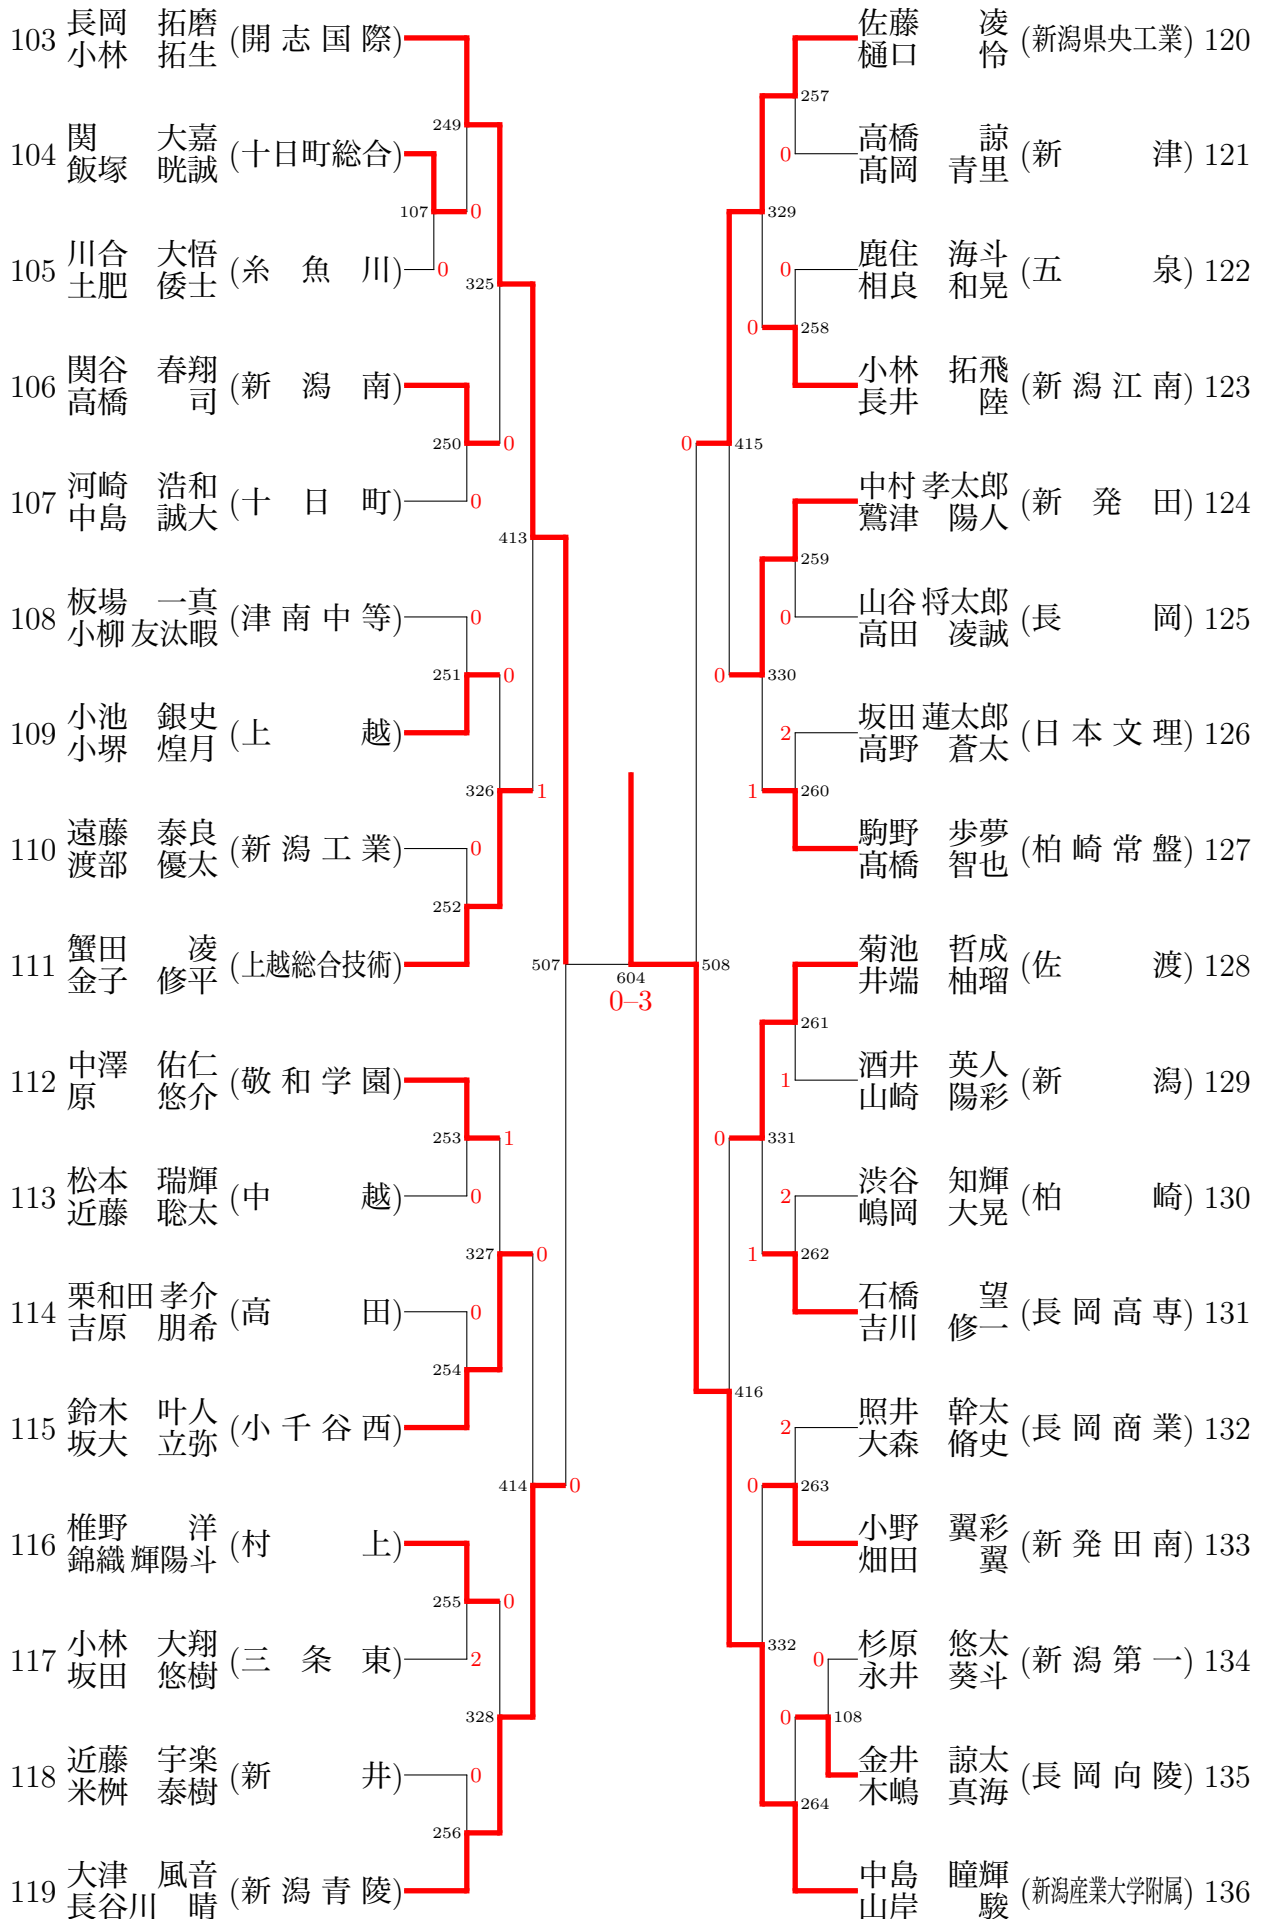 103 長岡 拓磨 (開志国際)
小林 拓生
249
104 関 大嘉 (十日町総合)
飯塚 晄誠
107 0
105 川合 大悟 (糸魚川) 0
土肥 倭士
325
106 関谷 春翔 (新潟南)
高橋 司
250 0
107 河崎 浩和 (十日町) 0
中島 誠大
413
108 板場 一真 (津南中等) 0
小柳 友汰暇
251 0
109 小池 銀史 (上越)
小堺 煌月
326 1
110 遠藤 泰良 (新潟工業) 0
渡部 優太
252
111 蟹田 凌 (上越総合技術)
金子 修平
507
112 中澤 佑仁 (敬和学園)
原 悠介
253 1
113 松本 瑞輝 (中越) 0
近藤 聡太
327 0
114 栗和田 孝介 (高田) 0
吉原 朋希
254
115 鈴木 叶人 (小千谷西)
坂大 立弥
414 0
116 椎野 洋 (村上)
錦織 輝陽斗
255 0
117 小林 大翔 (三条東) 2
坂田 悠樹
328
118 近藤 宇楽 (新井) 0
米桝 泰樹
256
119 大津 風音 (新潟青陵)
長谷川 晴
604
0–3
佐藤 凌 (新潟県央工業) 120
樋口 怜
257
0 高橋 諒 (新津) 121
髙岡 青里
329
0 鹿住 海斗 (五泉) 122
相良 和晃
0 258
小林 拓飛 (新潟江南) 123
長井 陸
0 415
中村 孝太郎 (新発田) 124
鷲津 陽人
259
0 山谷 将太郎 (長岡) 125
高田 凌誠
0 330
2 坂田 蓮太郎 (日本文理) 126
高野 蒼太
1 260
駒野 歩夢 (柏崎常盤) 127
髙橋 智也
508
菊池 哲成 (佐渡) 128
井端 柚瑠
261
1 酒井 英人 (新潟) 129
山崎 陽彩
0 331
2 渋谷 知輝 (柏崎) 130
嶋岡 大晃
1 262
石橋 望 (長岡高専) 131
吉川 修一
416
2 照井 幹太 (長岡商業) 132
大森 脩史
0 263
小野 翼彩 (新発田南) 133
畑田 翼
332
0 杉原 悠太 (新潟第一) 134
永井 葵斗
0 108
金井 諒太 (長岡向陵) 135
木嶋 真海
264
中島 瞳輝 (新潟産業大学附属) 136
山岸 駿